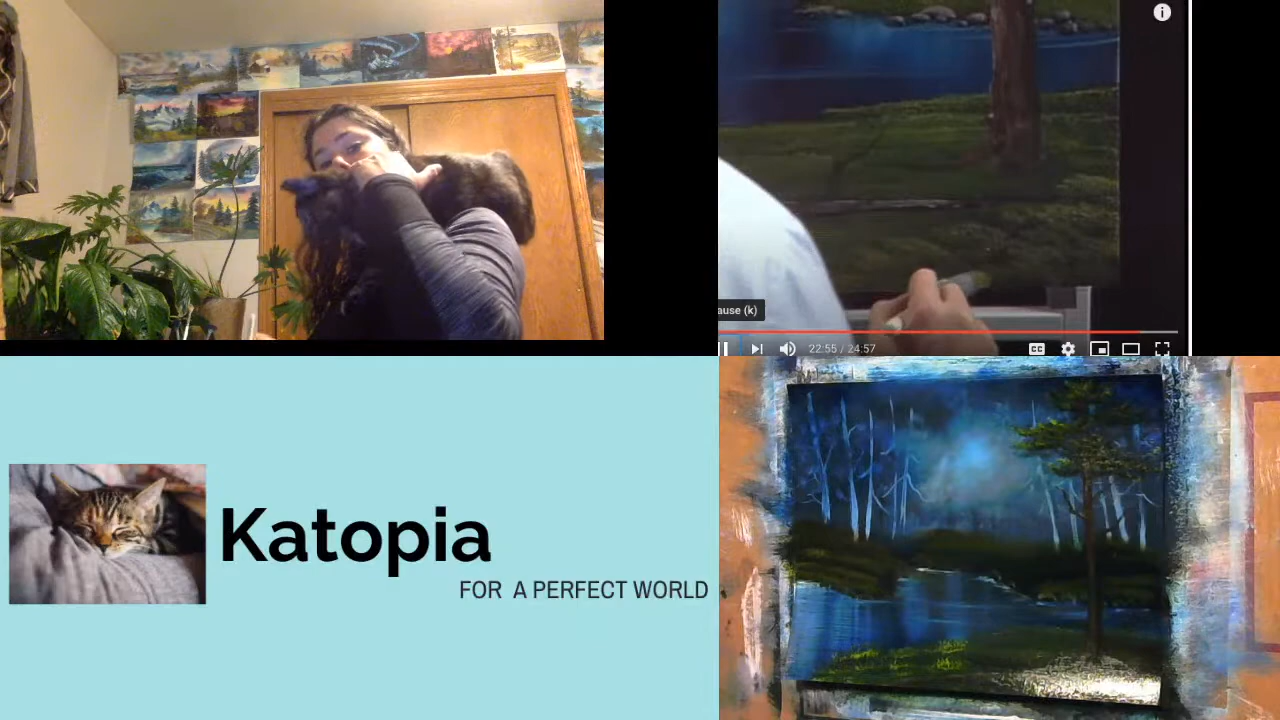 ause (k)
22:55 / 24:57
CC
Katopia
FOR A PERFECT WORLD